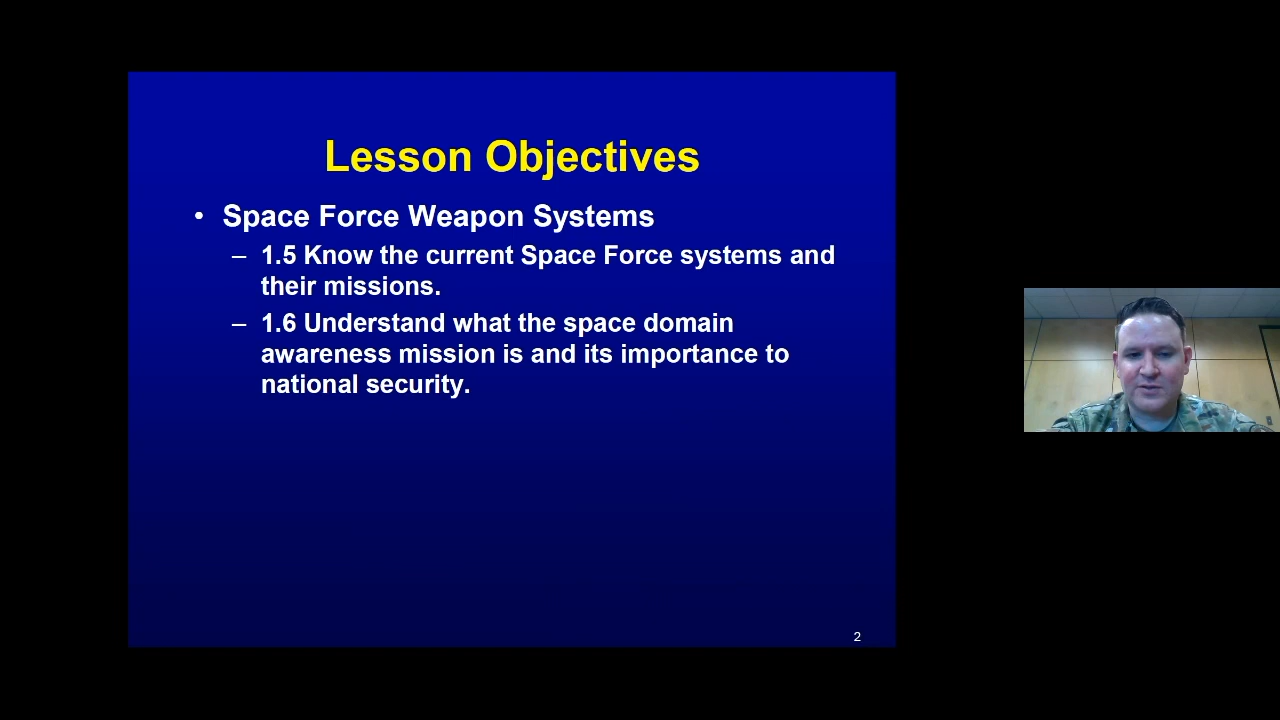 Lesson Objectives
• Space Force Weapon Systems
– 1.5 Know the current Space Force systems and
their missions.
– 1.6 Understand what the space domain
awareness mission is and its importance to
national security.
2